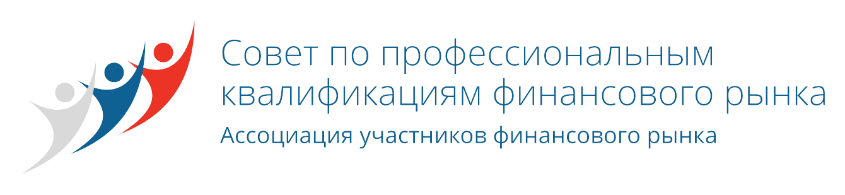 Совет по профессиональным
квалификациям финансового рынка
Ассоциация участников финансового рынка